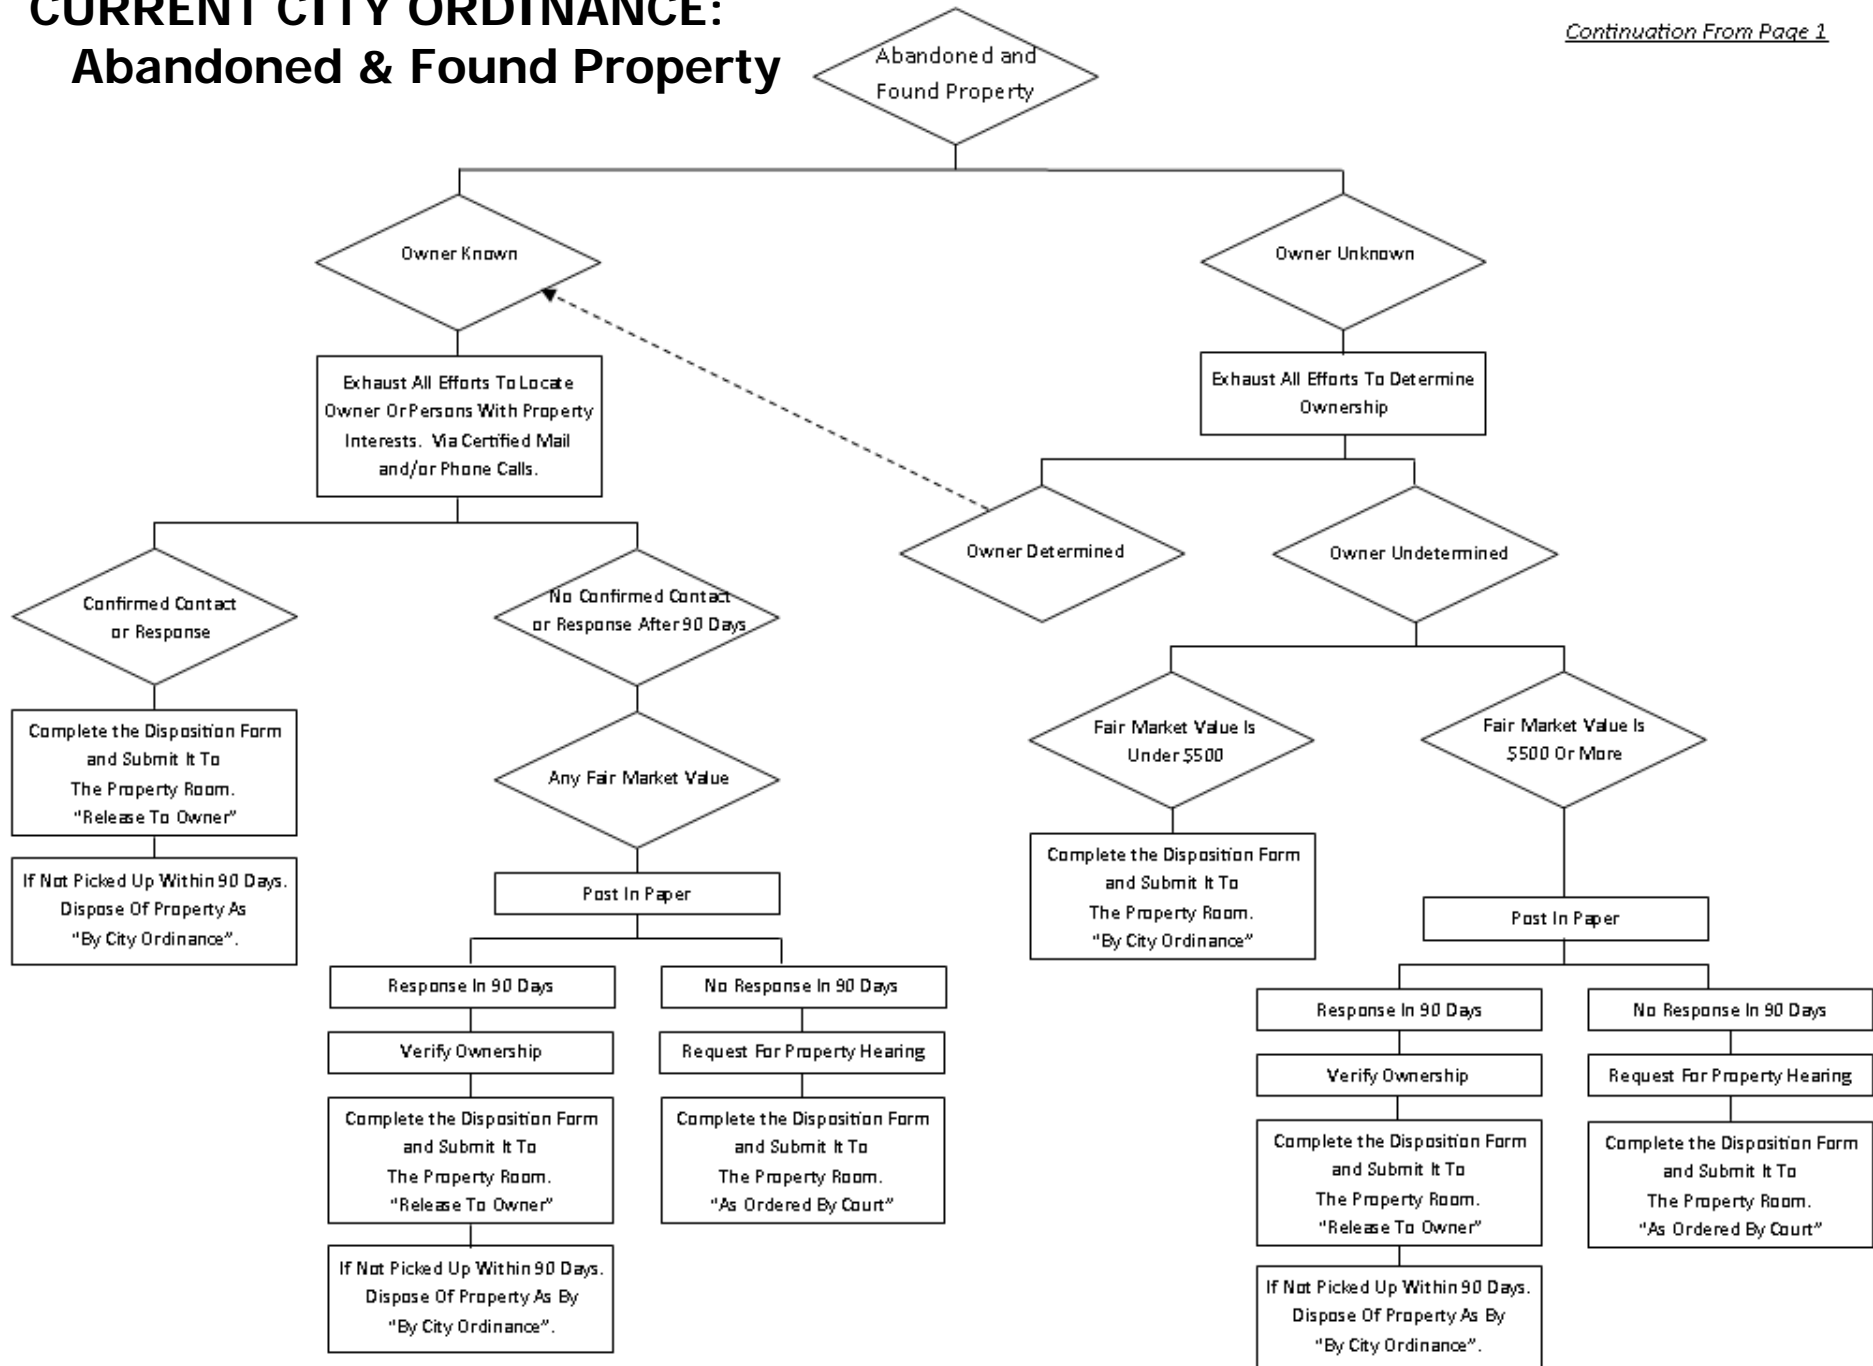 CURRENT CITY ORDINANCE:
Abandoned & Found Property
Continuation From Page 1
Abandoned and
Found Property
Owner Known
Owner Unknown
Exhaust All Efforts To Locate
Owner Or Persons With Property
Interests. Via Certified Mail
and/or Phone Calls.
Exhaust All Efforts To Determine
Ownership
Confirmed Contact
or Response
No Confirmed Contact
or Response After 90 Days
Owner Determined
Owner Undetermined
Complete the Disposition Form
and Submit It To
The Property Room.
"Release To Owner"
If Not Picked Up Within 90 Days.
Dispose Of Property As
"By City Ordinance".
Any Fair Market Value
Post In Paper
Response In 90 Days
Verify Ownership
Complete the Disposition Form
and Submit It To
The Property Room.
"Release To Owner"
If Not Picked Up Within 90 Days.
Dispose Of Property As By
"By City Ordinance".
No Response In 90 Days
Request For Property Hearing
Complete the Disposition Form
and Submit It To
The Property Room.
"As Ordered By Court"
Fair Market Value Is
Under $500
Complete the Disposition Form
and Submit It To
The Property Room.
"By City Ordinance"
Fair Market Value Is
$500 Or More
Post In Paper
Response In 90 Days
Verify Ownership
Complete the Disposition Form
and Submit It To
The Property Room.
"Release To Owner"
If Not Picked Up Within 90 Days.
Dispose Of Property As By
"By City Ordinance".
No Response In 90 Days
Request For Property Hearing
Complete the Disposition Form
and Submit It To
The Property Room.
"As Ordered By Court"